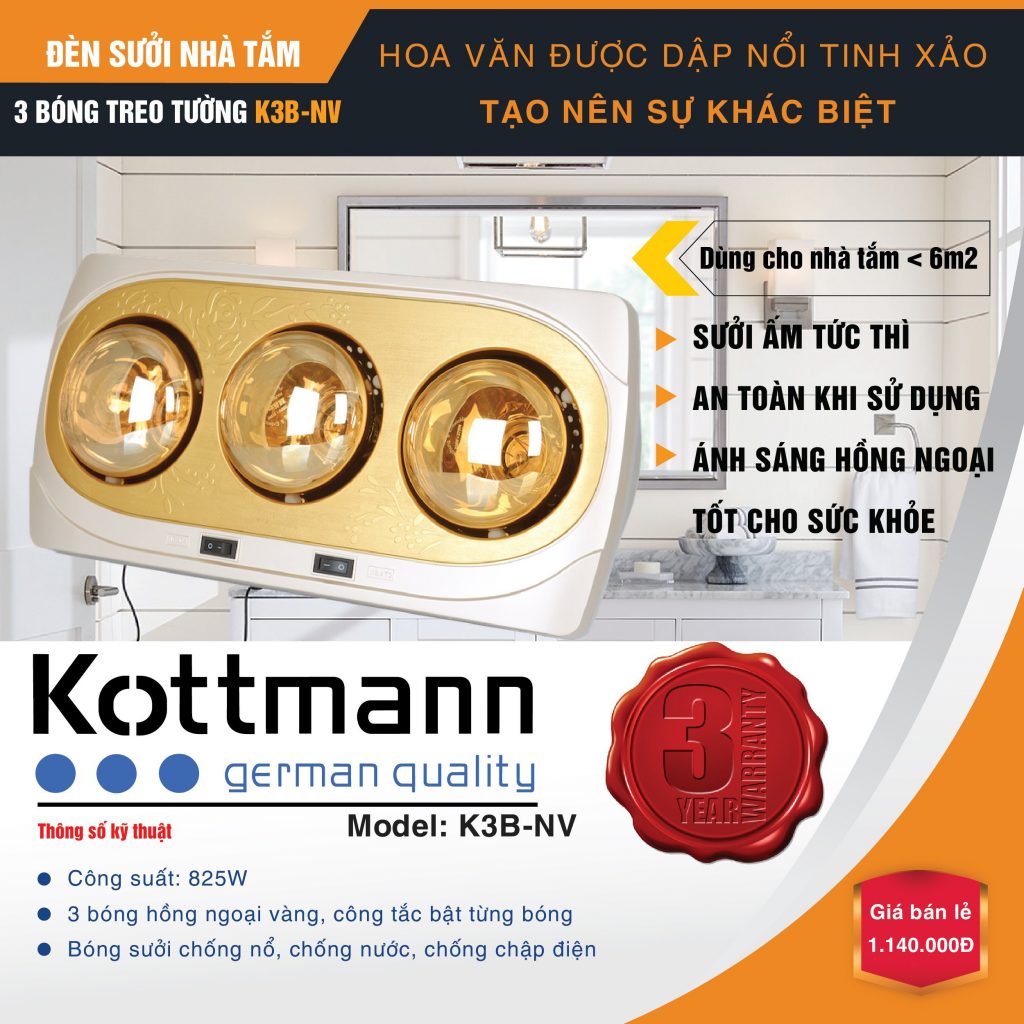 ĐÈN SƯỞI NHÀ TẮM
3 BÓNG TREO TƯỜNG K3B-NV
HOA VĂN ĐƯỢC DẬP NỔI TINH XẢO
TẠO NÊN SỰ KHÁC BIỆT
Dùng cho nhà tắm < 6m2
SƯỞI ẤM TỨC THÌ
AN TOÀN KHI SỬ DỤNG
ÁNH SÁNG HỒNG NGOẠI
TỐT CHO SỨC KHỎE
Kottmann
german quality
3
YEAR
WARRANTY
Thông số kỹ thuật
Model: K3B-NV
Công suất: 825W
3 bóng hồng ngoại vàng, công tắc bật từng bóng
Bóng sưởi chống nổ, chống nước, chống chập điện
Giá bán lẻ
1.140.000Đ